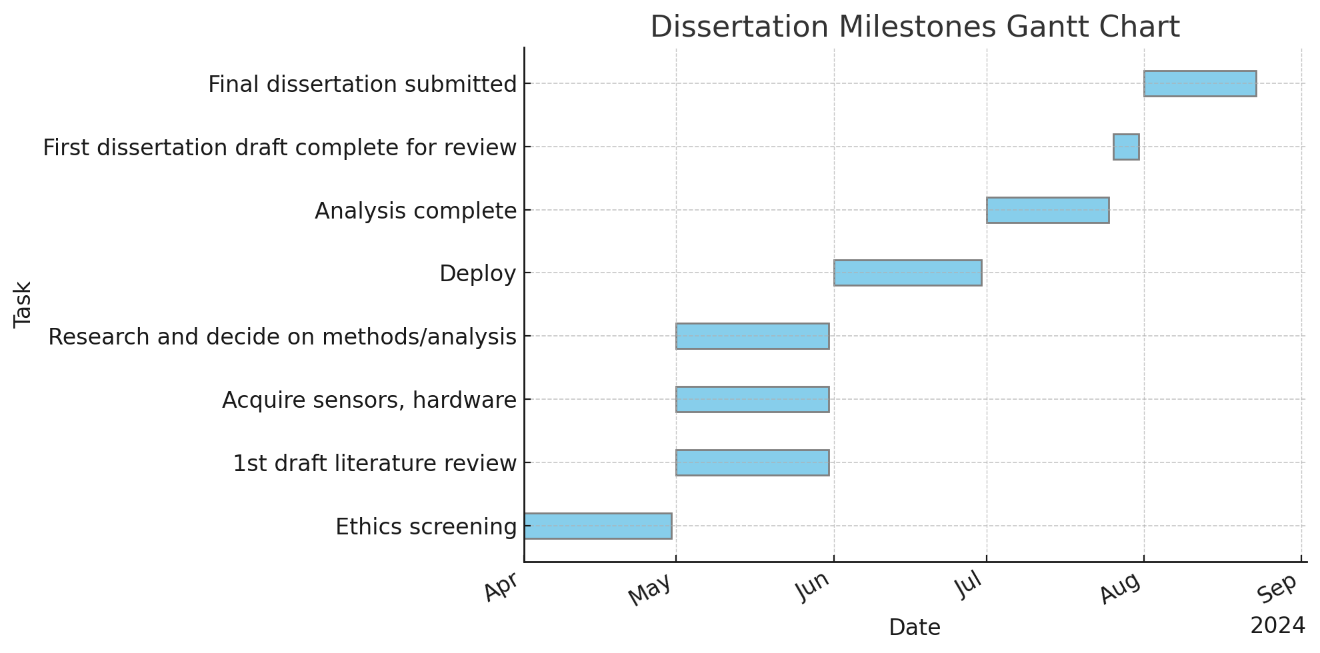 Dissertation Milestones Gantt Chart
Final dissertation submitted
First dissertation draft complete for review
Analysis complete
Deploy
Task
Research and decide on methods/analysis
Acquire sensors, hardware
1st draft literature review
Ethics screening
Apr May Jun Jul Aug Sep
Date
2024